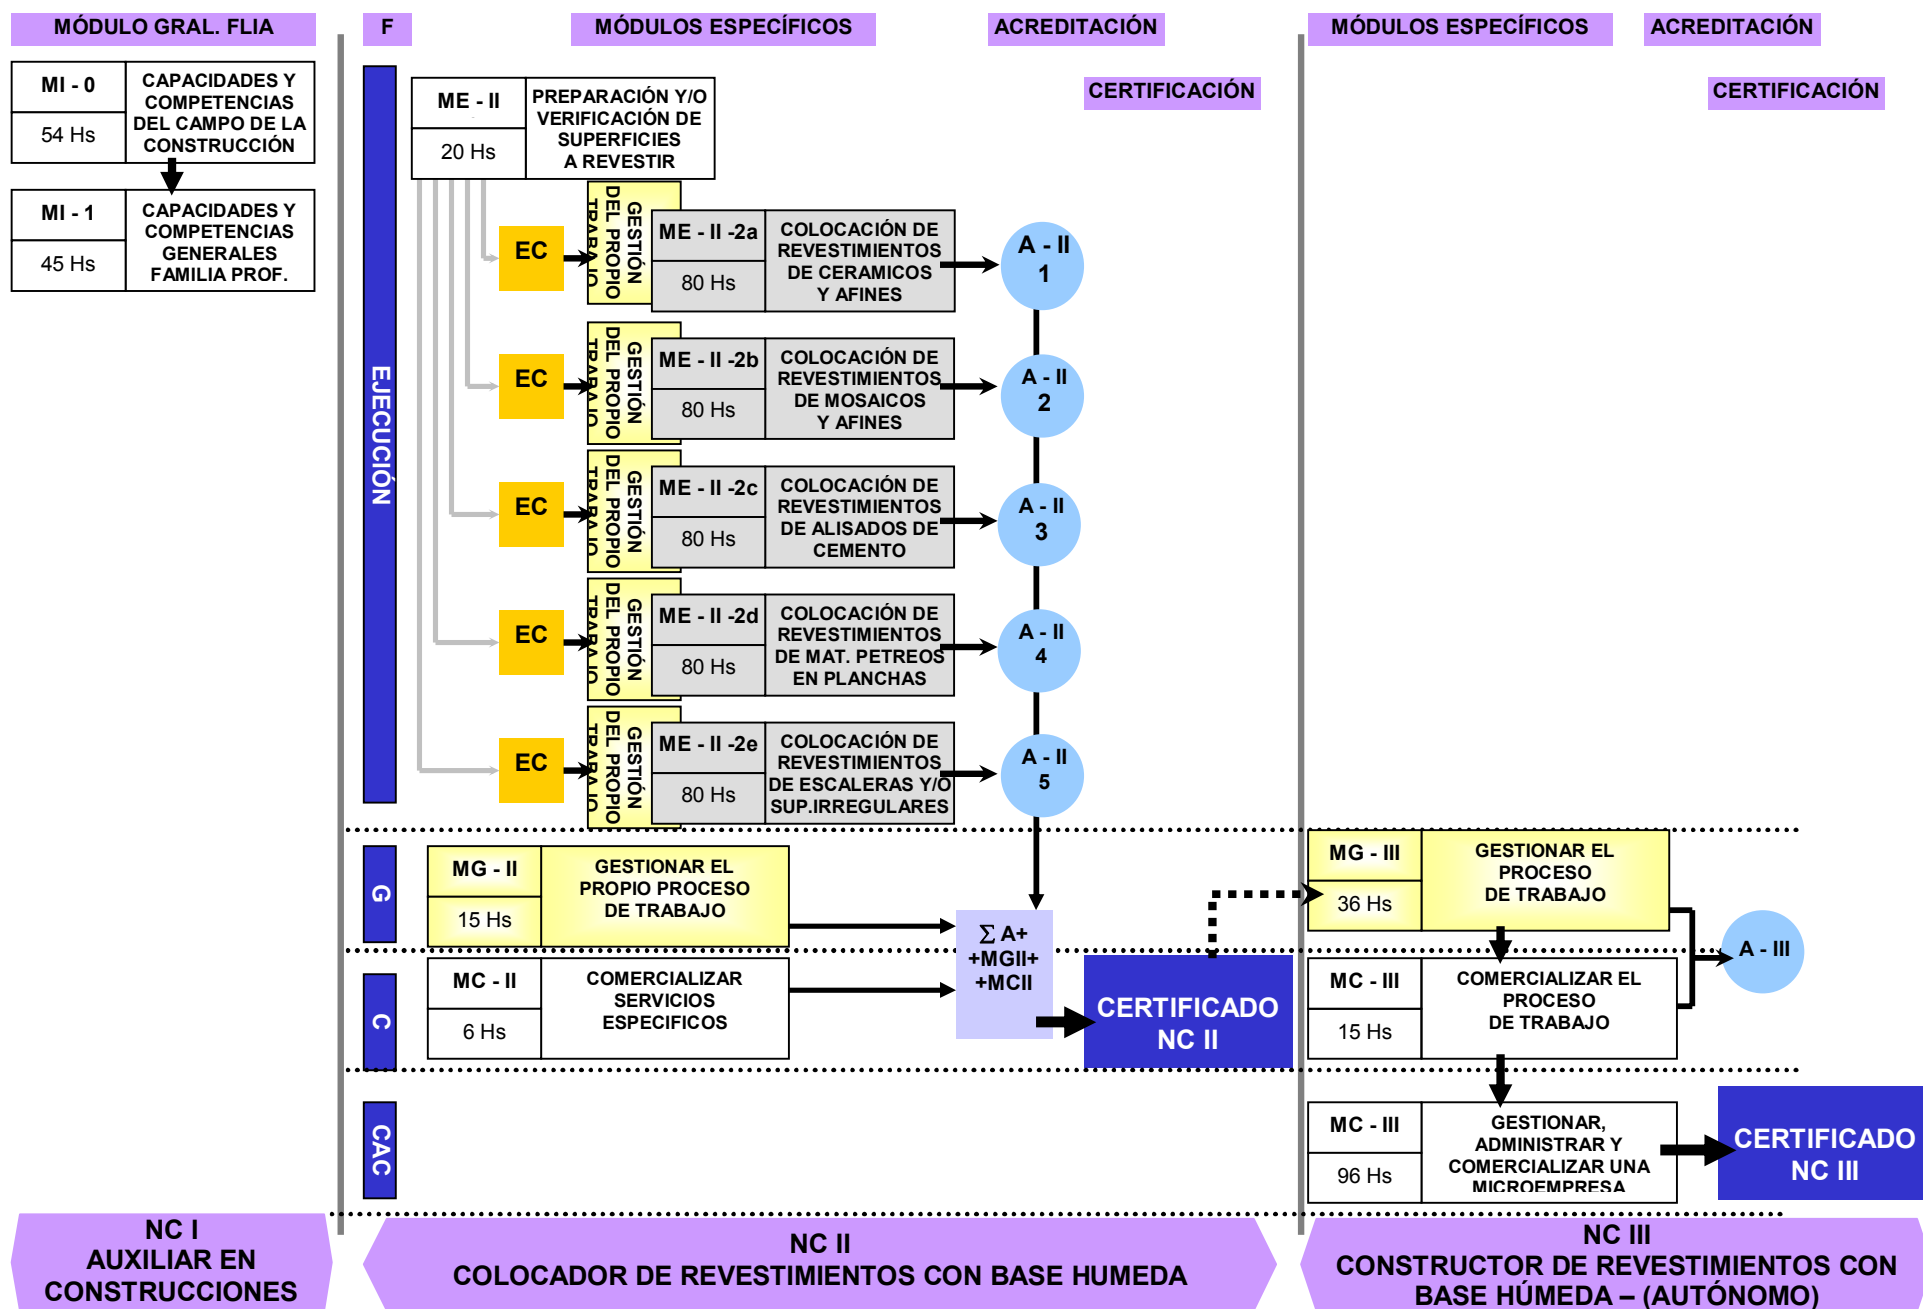 MÓDULO GRAL. FLIA
F
MÓDULOS ESPECÍFICOS
ACREDITACIÓN
MÓDULOS ESPECÍFICOS
ACREDITACIÓN
CERTIFICACIÓN
CERTIFICACIÓN
MI - 0
54 Hs
CAPACIDADES Y
COMPETENCIAS
DEL CAMPO DE LA
CONSTRUCCIÓN
MI - 1
45 Hs
CAPACIDADES Y
COMPETENCIAS
GENERALES
FAMILIA PROF.
EJECUCIÓN
ME - II
20 Hs
PREPARACIÓN Y/O
VERIFICACIÓN DE
SUPERFICIES
A REVESTIR
EC
GESTIÓN
DEL PROPIO
TRABAJO
ME - II -2a
80 Hs
COLOCACIÓN DE
REVESTIMIENTOS
DE CERAMICOS
Y AFINES
A - II
1
EC
GESTIÓN
DEL PROPIO
TRABAJO
ME - II -2b
80 Hs
COLOCACIÓN DE
REVESTIMIENTOS
DE MOSAICOS
Y AFINES
A - II
2
EC
GESTIÓN
DEL PROPIO
TRABAJO
ME - II -2c
80 Hs
COLOCACIÓN DE
REVESTIMIENTOS
DE ALISADOS DE
CEMENTO
A - II
3
EC
GESTIÓN
DEL PROPIO
TRABAJO
ME - II -2d
80 Hs
COLOCACIÓN DE
REVESTIMIENTOS
DE MAT. PETREOS
EN PLANCHAS
A - II
4
EC
GESTIÓN
DEL PROPIO
TRABAJO
ME - II -2e
80 Hs
COLOCACIÓN DE
REVESTIMIENTOS
DE ESCALERAS Y/O
SUP.IRREGULARES
A - II
5
G
MG - II
15 Hs
GESTIONAR EL
PROPIO PROCESO
DE TRABAJO
∑ A+
+MGII+
+MCII
C
MC - II
6 Hs
COMERCIALIZAR
SERVICIOS
ESPECIFICOS
CERTIFICADO
NC II
MG - III
36 Hs
GESTIONAR EL
PROCESO
DE TRABAJO
MC - III
15 Hs
COMERCIALIZAR EL
PROCESO
DE TRABAJO
A - III
CAC
MC - III
96 Hs
GESTIONAR,
ADMINISTRAR Y
COMERCIALIZAR UNA
MICROEMPRESA
CERTIFICADO
NC III
NC I
AUXILIAR EN
CONSTRUCCIONES
NC II
COLOCADOR DE REVESTIMIENTOS CON BASE HUMEDA
NC III
CONSTRUCTOR DE REVESTIMIENTOS CON
BASE HÚMEDA – (AUTÓNOMO)